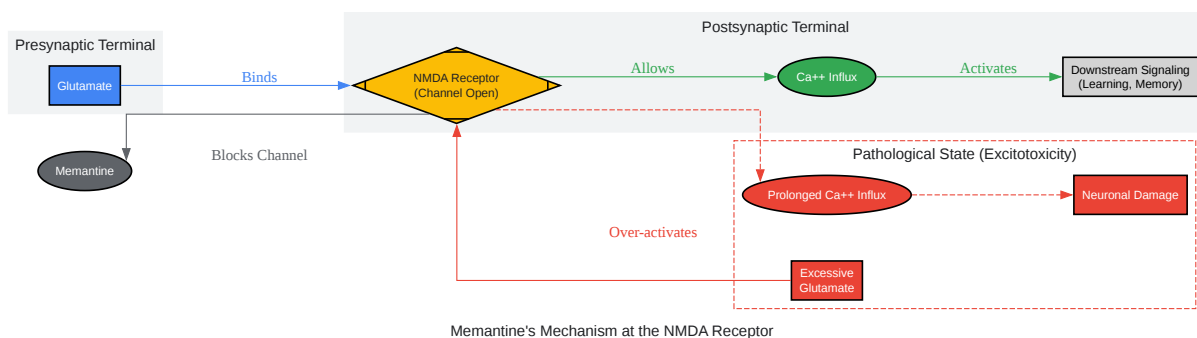 Postsynaptic Terminal
Presynaptic Terminal
Glutamate
Binds
NMDA Receptor
(Channel Open)
Allows
Ca++ Influx
Activates
Downstream Signaling
(Learning, Memory)
Blocks Channel
Memantine
Pathological State (Excitotoxicity)
Prolonged Ca++ Influx
Neuronal Damage
Over-activates
Excessive
Glutamate
Memantine's Mechanism at the NMDA Receptor